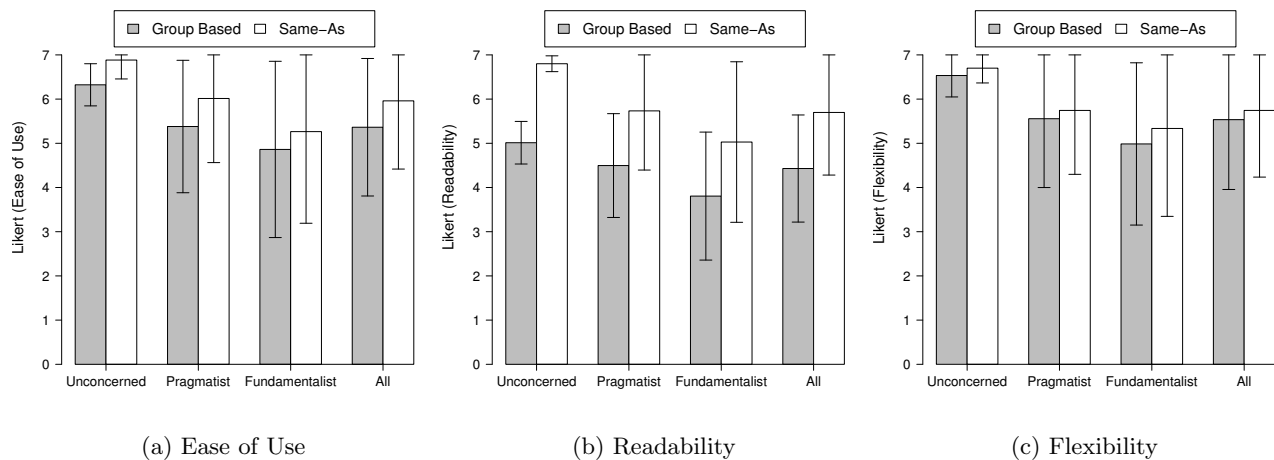 Group Based Same−As
Likert (Ease of Use)
7
6
5
4
3
2
1
0
Unconcerned Pragmatist Fundamentalist All
(a) Ease of Use
Group Based Same−As
Likert (Readability)
7
6
5
4
3
2
1
0
Unconcerned Pragmatist Fundamentalist All
(b) Readability
Group Based Same−As
Likert (Flexibility)
7
6
5
4
3
2
1
0
Unconcerned Pragmatist Fundamentalist All
(c) Flexibility